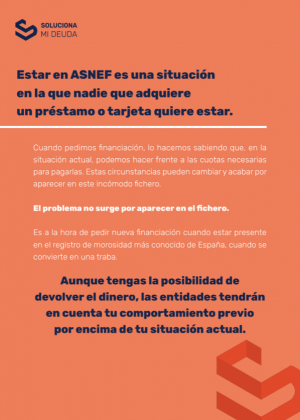 SOLUCIONA
MI DEUDA
Estar en ASNEF es una situación
en la que nadie que adquiere
un préstamo o tarjeta quiere estar.
Cuando pedimos financiación, lo hacemos sabiendo que, en la
situación actual, podemos hacer frente a las cuotas necesarias
para pagarlas. Estas circunstancias pueden cambiar y acabar por
aparecer en este incómodo fichero.
El problema no surge por aparecer en el fichero.
Es a la hora de pedir nueva financiación cuando estar presente
en el registro de morosidad más conocido de España, cuando se
convierte en una traba.
Aunque tengas la posibilidad de
devolver el dinero, las entidades tendrán
en cuenta tu comportamiento previo
por encima de tu situación actual.